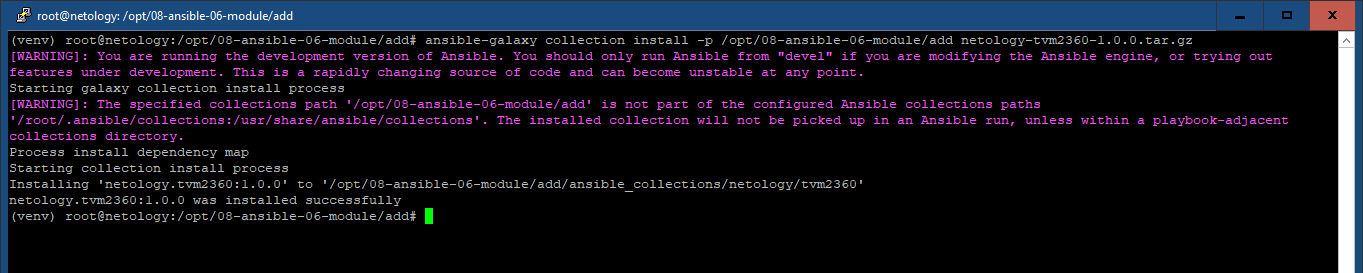 root@netology: /opt/08-ansible-06-module/add
(venv) root@netology:/opt/08-ansible-06-module/add# ansible-galaxy collection install -p /opt/08-ansible-06-module/add netology-tvm2360-1.0.0.tar.gz
[WARNING]: You are running the development version of Ansible. You should only run Ansible from "devel" if you are modifying the Ansible engine, or trying out
features under development. This is a rapidly changing source of code and can become unstable at any point.
Starting galaxy collection install process
[WARNING]: The specified collections path '/opt/08-ansible-06-module/add' is not part of the configured Ansible collections paths
'/root/.ansible/collections:/usr/share/ansible/collections'. The installed collection will not be picked up in an Ansible run, unless within a playbook-adjacent
collections directory.
Process install dependency map
Starting collection install process
Installing 'netology.tvm2360:1.0.0' to '/opt/08-ansible-06-module/add/ansible_collections/netology/tvm2360'
netology.tvm2360:1.0.0 was installed successfully
(venv) root@netology:/opt/08-ansible-06-module/add#